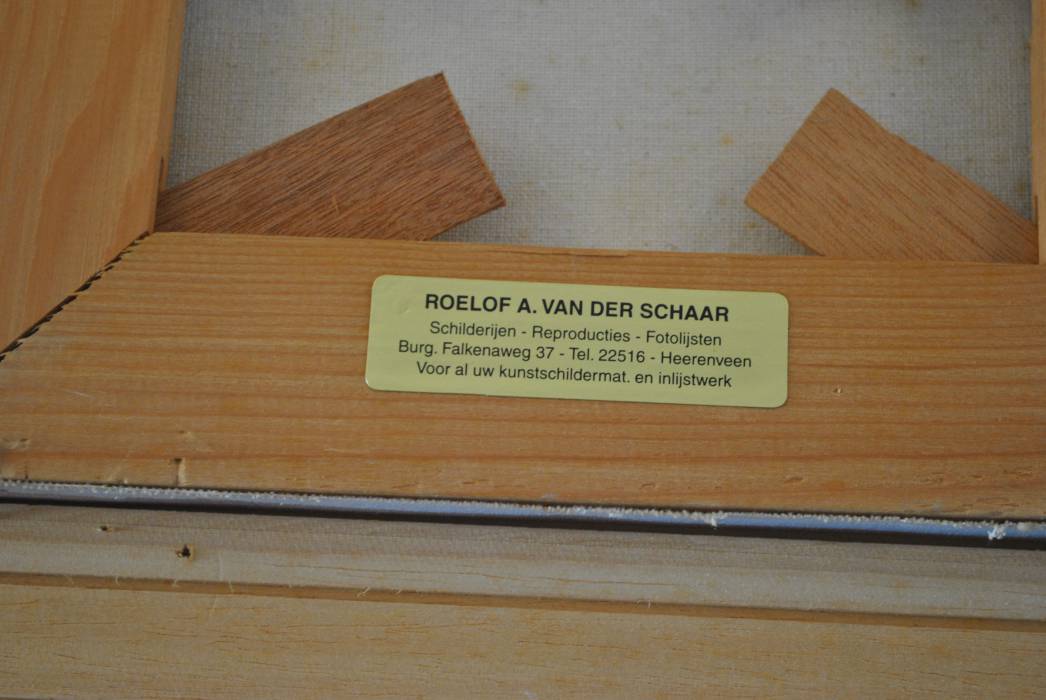 ROELOF A. VAN DER SCHAAR
Schilderijen - Reproducties - Fotolijsten
Burg. Falkenaweg 37 - Tel. 22516 - Heerenveen
Voor al uw kunstschildermat. en inlijstwerk